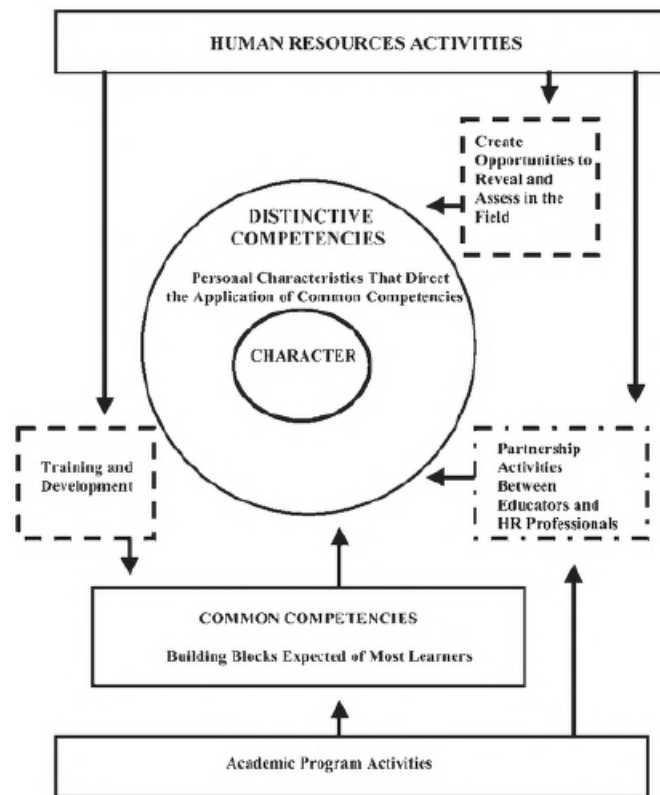 HUMAN RESOURCES ACTIVITIES
Create
Opportunities to
Reveal and
Assess in the
Field
DISTINCTIVE
COMPETENCIES
Personal Characteristics That Direct
the Application of Common Competencies
CHARACTER
Training and
Development
Partnership
Activities
Between
Educators and
HR Professionals
COMMON COMPETENCIES
Building Blocks Expected of Most Learners
Academic Program Activities